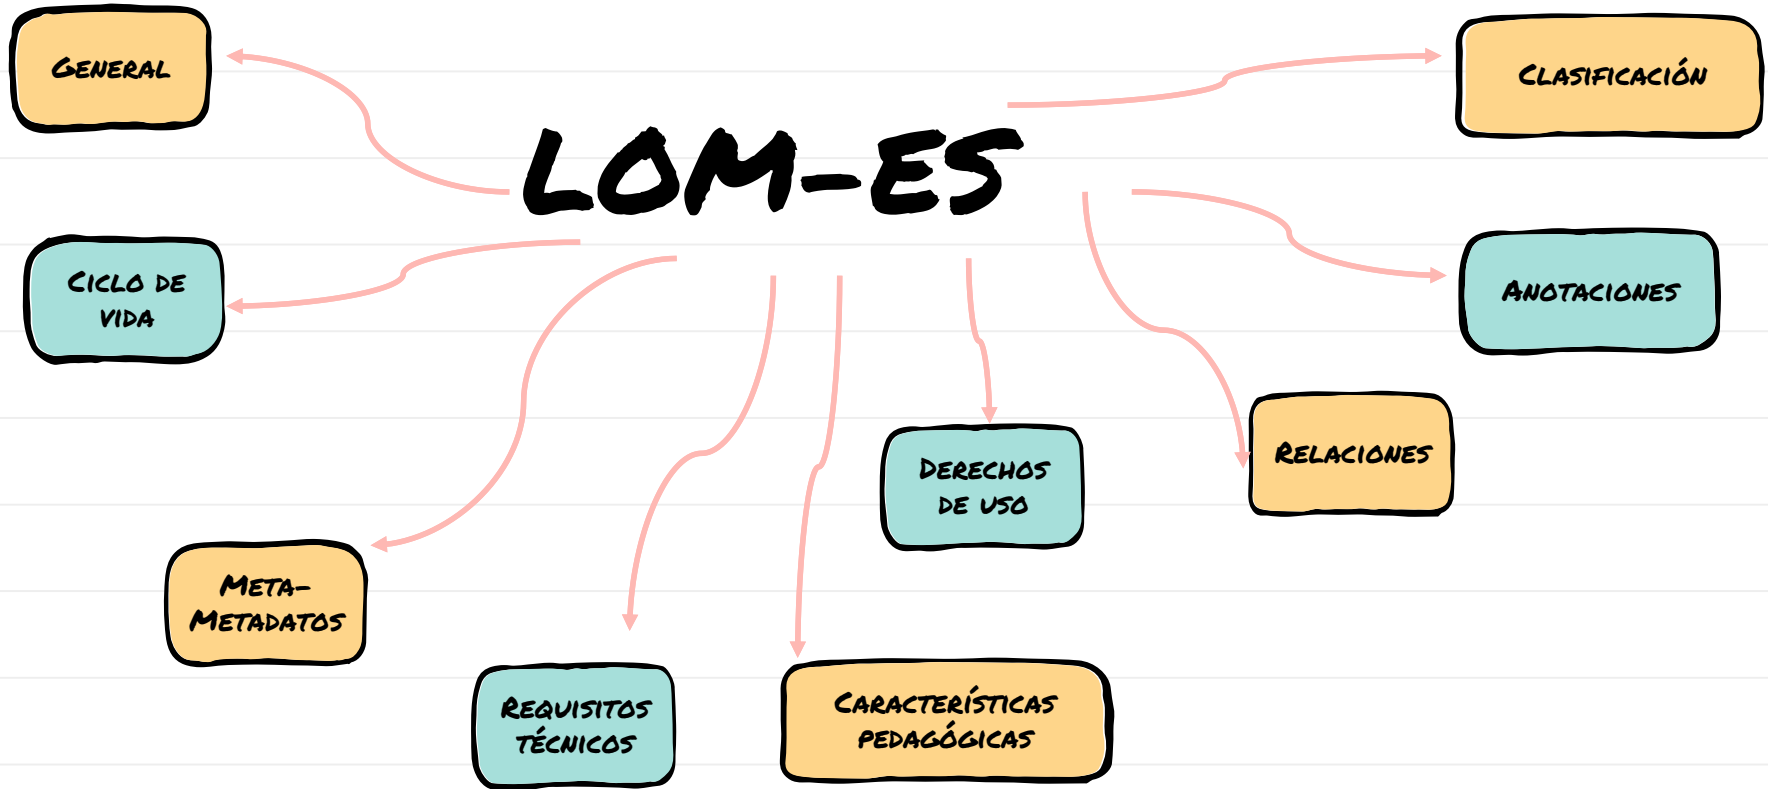 General
Clasificación
LOM-ES
Ciclo de
vida
Anotaciones
Relaciones
Derechos
de uso
Meta-
Metadatos
Requisitos
técnicos
Características
pedagógicas